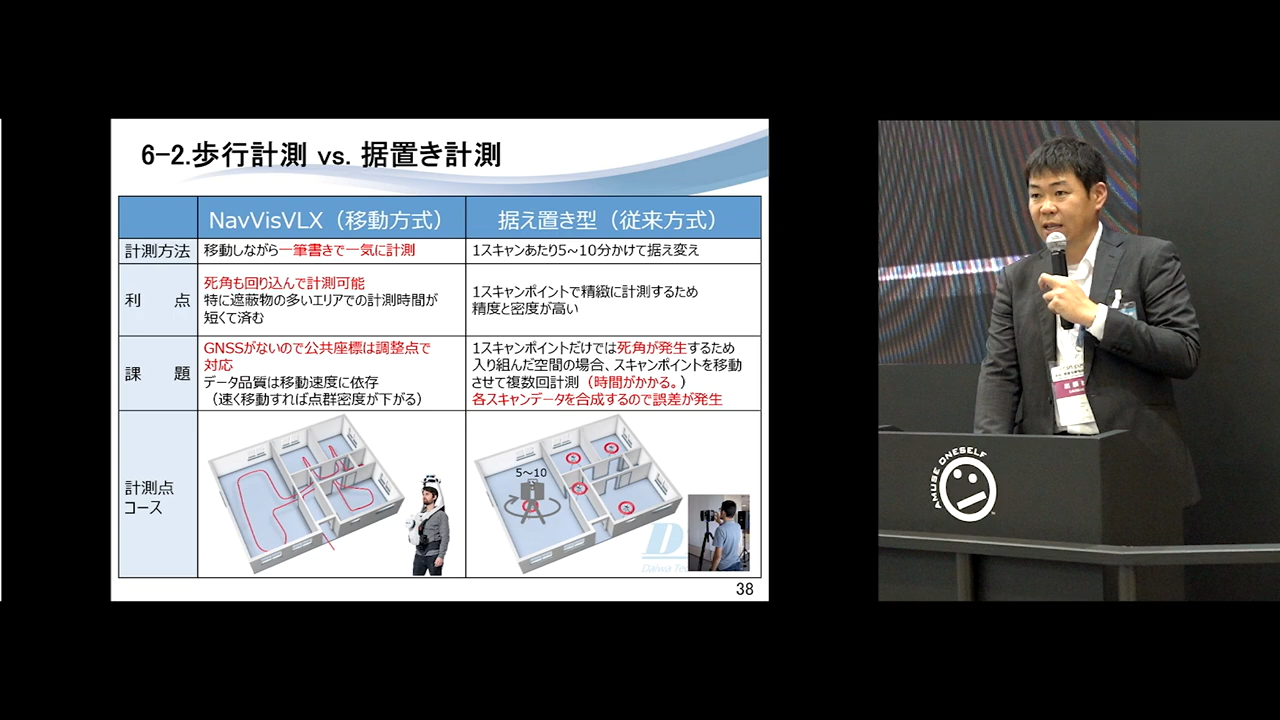 6-2.歩行計測 vs. 据置き計測
NavVisVLX（移動方式）
据え置き型（従来方式）
計測方法
移動しながら一筆書きで一気に計測
1スキャンあたり5～10分かけて据え変え
利　点
死角も回り込んで計測可能
特に遮蔽物の多いエリアでの計測時間が
短くて済む
1スキャンポイントで精緻に計測するため
精度と密度が高い
課　題
GNSSがないので公共座標は調整点で
対応
データ品質は移動速度に依存
（速く移動すれば点群密度が下がる）
1スキャンポイントだけでは死角が発生するため
入り組んだ空間の場合、スキャンポイントを移動
させて複数回計測（時間がかかる。）
各スキャンデータを合成するので誤差が発生
計測点
コース
5～10
D
Daiwa
38
AMUSE ONESELF